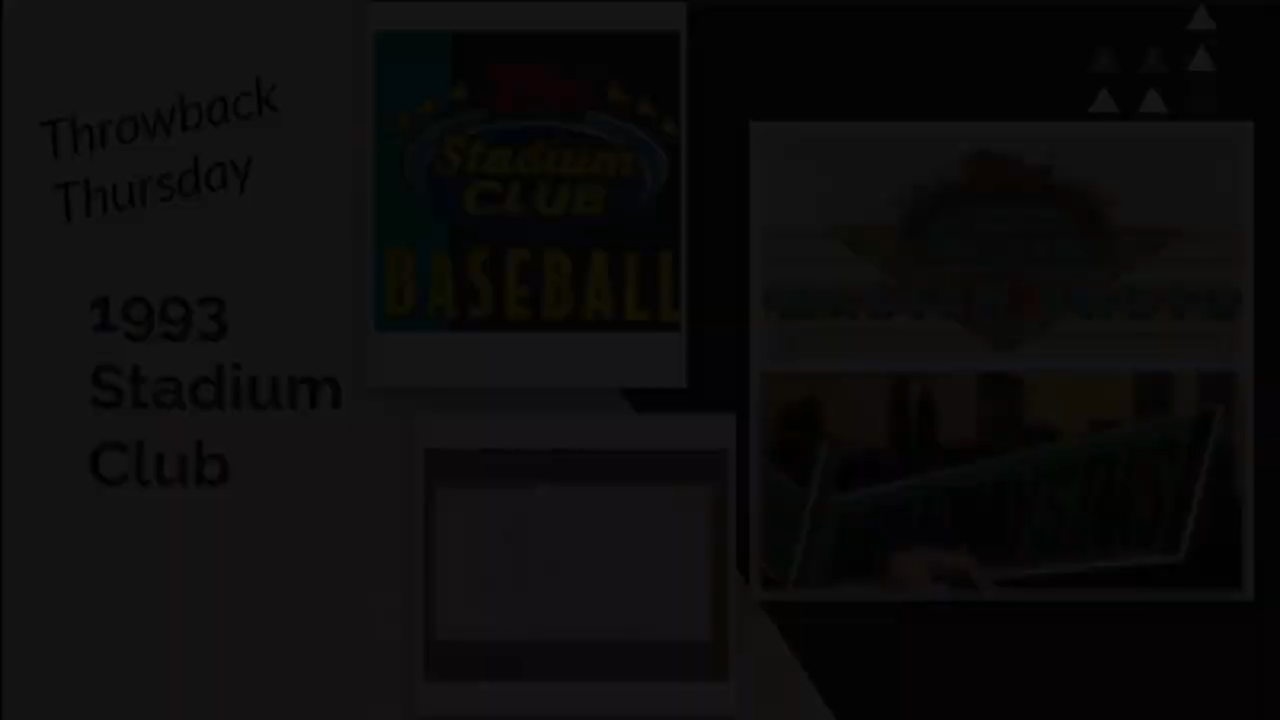 Throwback
Thursday
1993
Stadium
Club
Stadium
CLUB
BASEBALL